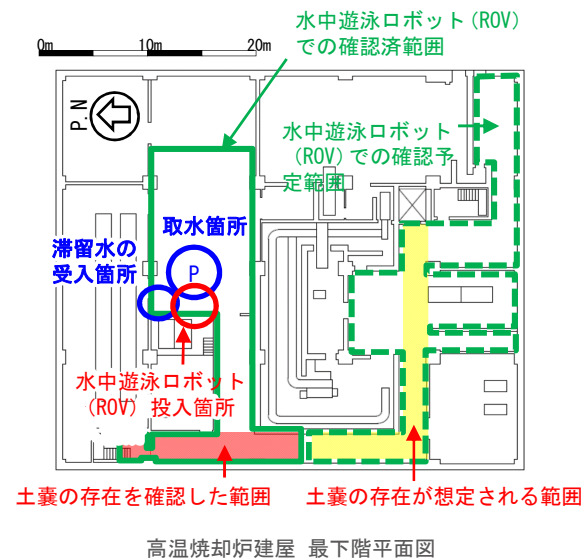 水中遊泳ロボット(ROV)
での確認済範囲
0m 10m 20m
P.N
水中遊泳ロボット
(ROV)での確認予
定範囲
取水箇所
滞留水の
受入箇所
P
水中遊泳ロボット
(ROV) 投入箇所
土嚢の存在を確認した範囲
土嚢の存在が想定される範囲
高温焼却炉建屋 最下階平面図